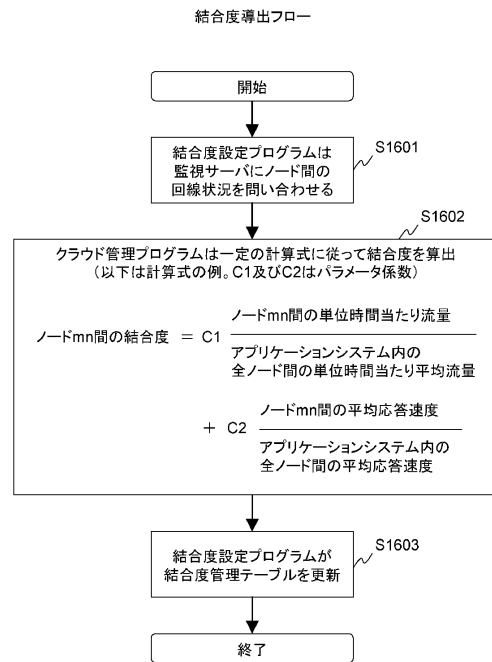 結合度導出フロー
開始
結合度設定プログラムは
監視サーバにノード間の
回線状況を問い合わせる
S1601
S1602
クラウド管理プログラムは一定の計算式に従って結合度を算出
(以下は計算式の例。C1及びC2はパラメータ係数)
ノードmn間の結合度 = C1
ノードmn間の単位時間当たり流量
アプリケーションシステム内の
全ノード間の単位時間当たり平均流量
+ C2
ノードmn間の平均応答速度
アプリケーションシステム内の
全ノード間の平均応答速度
結合度設定プログラムが
結合度管理テーブルを更新
S1603
終了